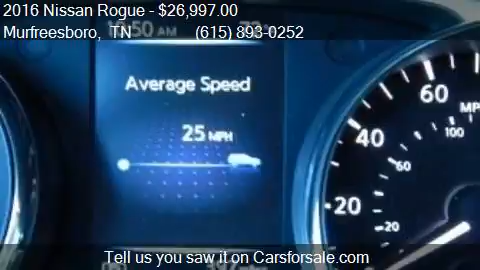 2016 Nissan Rogue - $26,997.00
Murfreesboro, TN (615) 893-0252
Average Speed
25 MPH
60
40
100
60
20
20
Tell us you saw it on Carsforsale.com